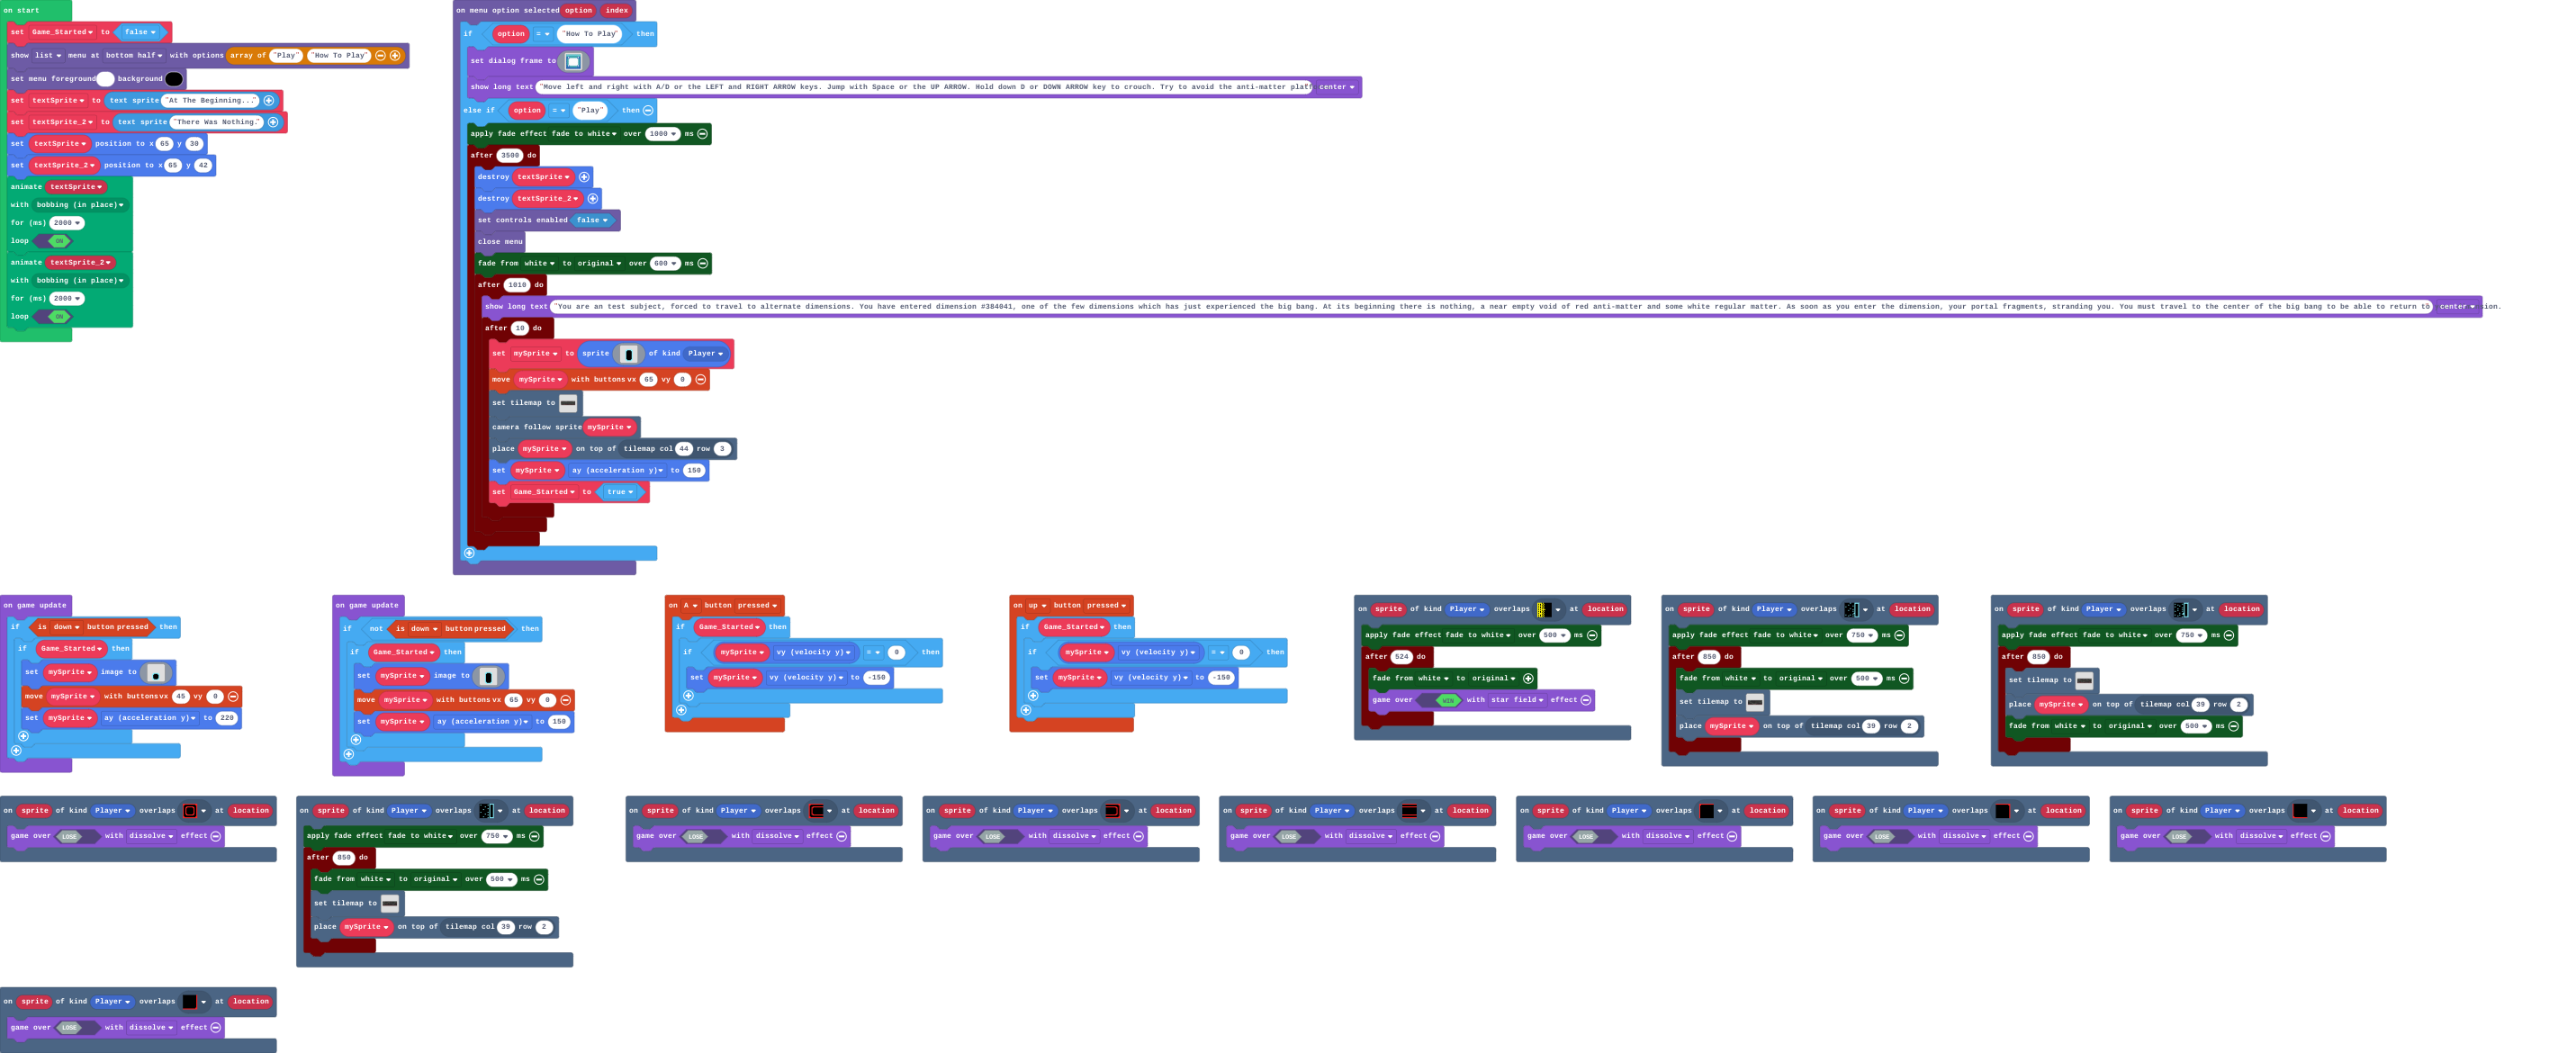 on start
set Game_Started to false
show list menu at bottom half with options array of "Play" "How To Play"
set menu foreground background
set textSprite to text sprite "At The Beginning..."
set textSprite_2 to text sprite "There Was Nothing."
set textSprite position to x 65 y 30
set textSprite_2 position to x 65 y 42
animate textSprite
with bobbing (in place)
for (ms) 2000
loop ON
animate textSprite_2
with bobbing (in place)
for (ms) 2000
loop ON
on menu option selected option index
if option = "How To Play" then
set dialog frame to
show long text "Move left and right with A/D or the LEFT and RIGHT ARROW keys. Jump with Space or the UP ARROW. Hold down D or DOWN ARROW key to crouch. Try to avoid the anti-matter center
else if option = "Play" then
apply fade effect fade to white over 1000 ms
after 3500 do
destroy textSprite
destroy textSprite_2
set controls enabled false
close menu
fade from white to original over 600 ms
after 1010 do
show long text "You are an test subject, forced to travel to alternate dimensions. You have entered dimension #384041, one of the few dimensions which has just experienced the big bang. At its beginning there is nothing, a near empty void of red anti-matter and some white regular matter. As soon as you enter the dimension, your portal fragments, stranding you. You must travel to the center of the big bang to be able to return to center
after 10 do
set mySprite to sprite of kind Player
move mySprite with buttons vx 65 vy 0
set tilemap to
camera follow sprite mySprite
place mySprite on top of tilemap col 44 row 3
set mySprite ay (acceleration y) to 150
set Game_Started to true
on game update
if is down button pressed then
if Game_Started then
set mySprite image to
move mySprite with buttons vx 45 vy 0
set mySprite ay (acceleration y) to 220
on game update
if not is down button pressed then
if Game_Started then
set mySprite image to
move mySprite with buttons vx 65 vy 0
set mySprite ay (acceleration y) to 150
on A button pressed
if Game_Started then
if mySprite vy (velocity y) = 0 then
set mySprite vy (velocity y) to -150
on up button pressed
if Game_Started then
if mySprite vy (velocity y) = 0 then
set mySprite vy (velocity y) to -150
on sprite of kind Player overlaps at location
apply fade effect fade to white over 500 ms
after 524 do
fade from white to original
game over WIN with star field effect
on sprite of kind Player overlaps at location
apply fade effect fade to white over 750 ms
after 850 do
fade from white to original over 500 ms
set tilemap to
place mySprite on top of tilemap col 39 row 2
on sprite of kind Player overlaps at location
apply fade effect fade to white over 750 ms
after 850 do
set tilemap to
place mySprite on top of tilemap col 39 row 2
fade from white to original over 500 ms
on sprite of kind Player overlaps at location
game over LOSE with dissolve effect
on sprite of kind Player overlaps at location
apply fade effect fade to white over 750 ms
after 850 do
fade from white to original over 500 ms
set tilemap to
place mySprite on top of tilemap col 39 row 2
on sprite of kind Player overlaps at location
game over LOSE with dissolve effect
on sprite of kind Player overlaps at location
game over LOSE with dissolve effect
on sprite of kind Player overlaps at location
game over LOSE with dissolve effect
on sprite of kind Player overlaps at location
game over LOSE with dissolve effect
on sprite of kind Player overlaps at location
game over LOSE with dissolve effect
on sprite of kind Player overlaps at location
game over LOSE with dissolve effect
on sprite of kind Player overlaps at location
game over LOSE with dissolve effect